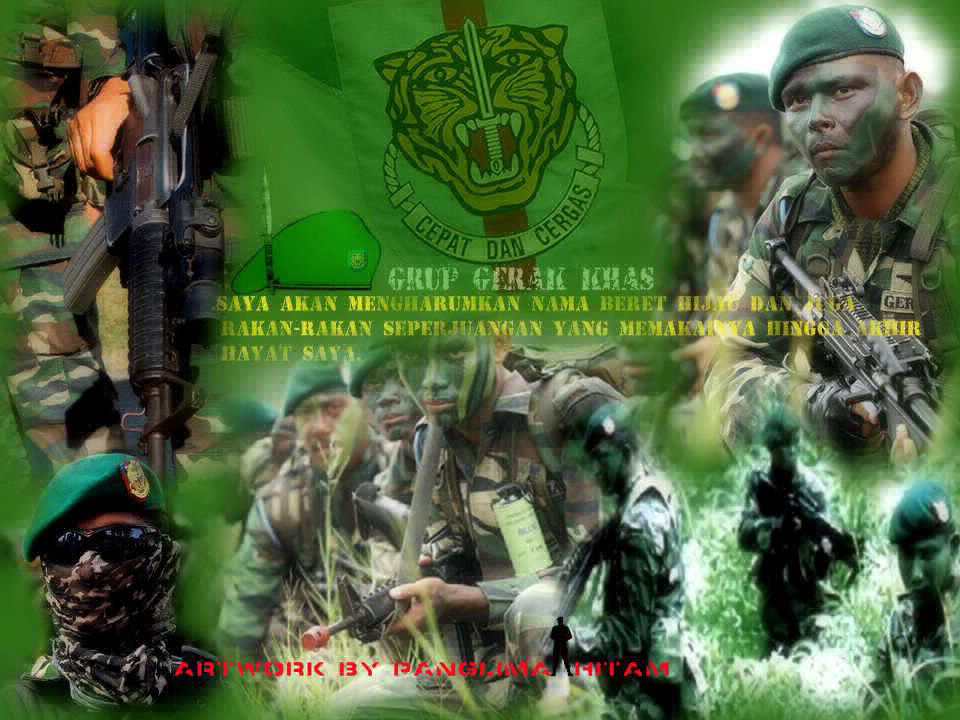 CEPAT DAN CERGAS
GRUP GERAK KHAS
SAYA AKAN MENGHARUMKAN NAMA BERET HIJAU DAN JUGA
RAKAN-RAKAN SEPERJUANGAN YANG MEMAKAINYA HINGGA AKHIR
HAYAT SAYA.
GER
ARTWORK BY PANGLIMA HITAM